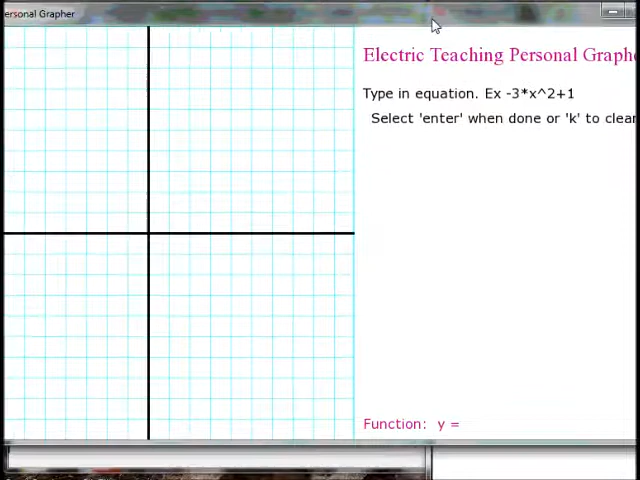 ersonal Grapher
Electric Teaching Personal Graphe
Type in equation. Ex -3*x^2+1
Select 'enter' when done or 'k' to clear
Function: y =